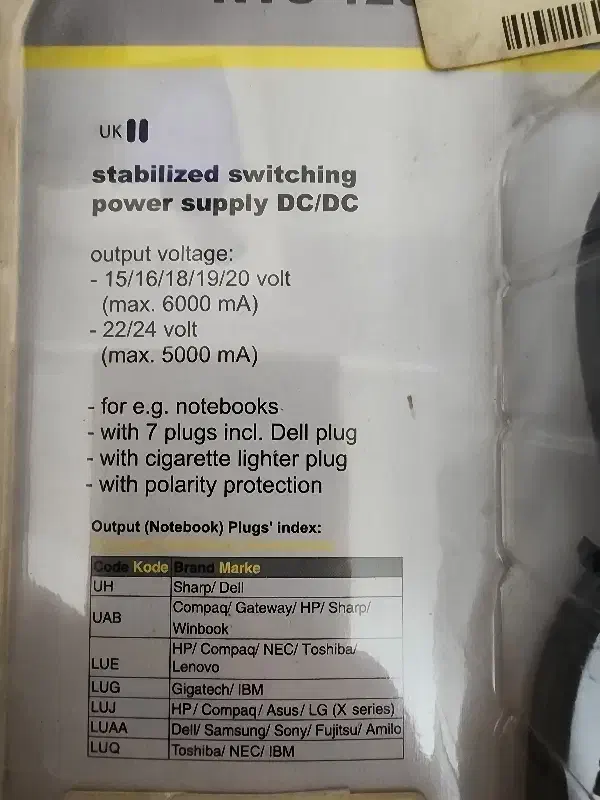 UK
stabilized switching
power supply DC/DC
output voltage:
- 15/16/18/19/20 volt
(max. 6000 mA)
- 22/24 volt
(max. 5000 mA)
- for e.g. notebooks
- with 7 plugs incl. Dell plug
- with cigarette lighter plug
- with polarity protection
Output (Notebook) Plugs' index:
Code Kode Brand Marke
UH Sharp/ Dell
UAB Compaq/ Gateway/ HP/ Sharp/
Winbook
LUE HP/ Compaq/ NEC/ Toshiba/
Lenovo
LUG Gigatech/ IBM
LUJ HP/ Compaq/ Asus/ LG (X series)
LUAA Dell/ Samsung/ Sony/ Fujitsu/ Amilo
LUQ Toshiba/ NEC/ IBM